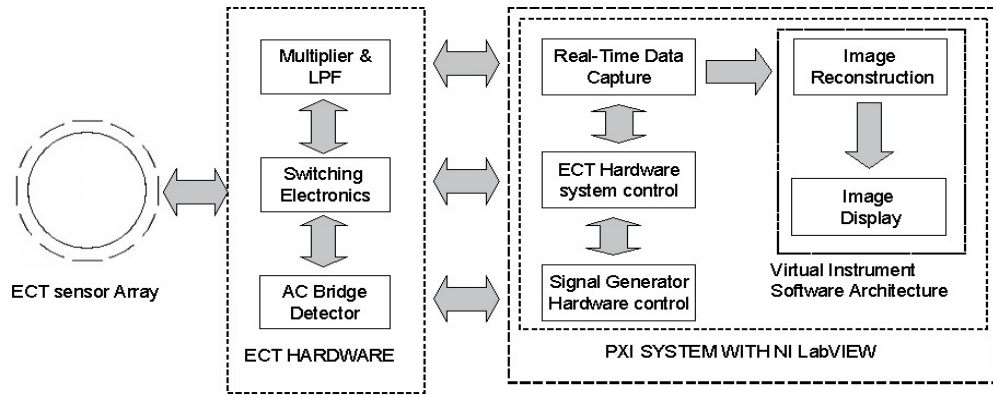 Multiplier &
LPF
Switching
Electronics
AC Bridge
Detector
ECT sensor Array
ECT HARDWARE
Real-Time Data
Capture
ECT Hardware
system control
Signal Generator
Hardware control
Image
Reconstruction
Image
Display
Virtual Instrument
Software Architecture
PXI SYSTEM WITH NI LabVIEW